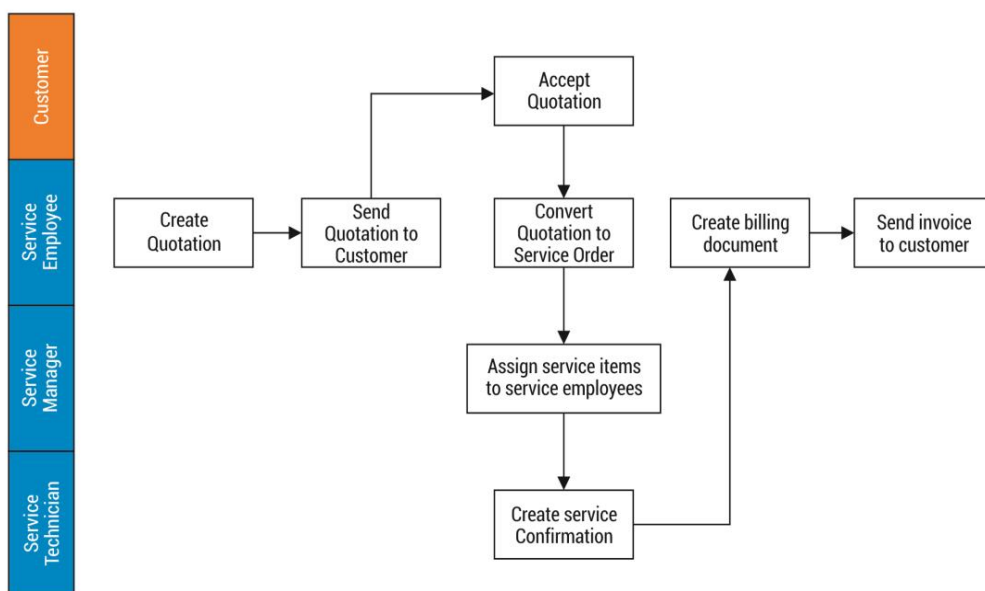 Customer
Accept
Quotation
Service
Employee
Create
Quotation
Send
Quotation to
Customer
Convert
Quotation to
Service Order
Create billing
document
Send invoice
to customer
Service
Manager
Assign service items
to service employees
Service
Technician
Create service
Confirmation